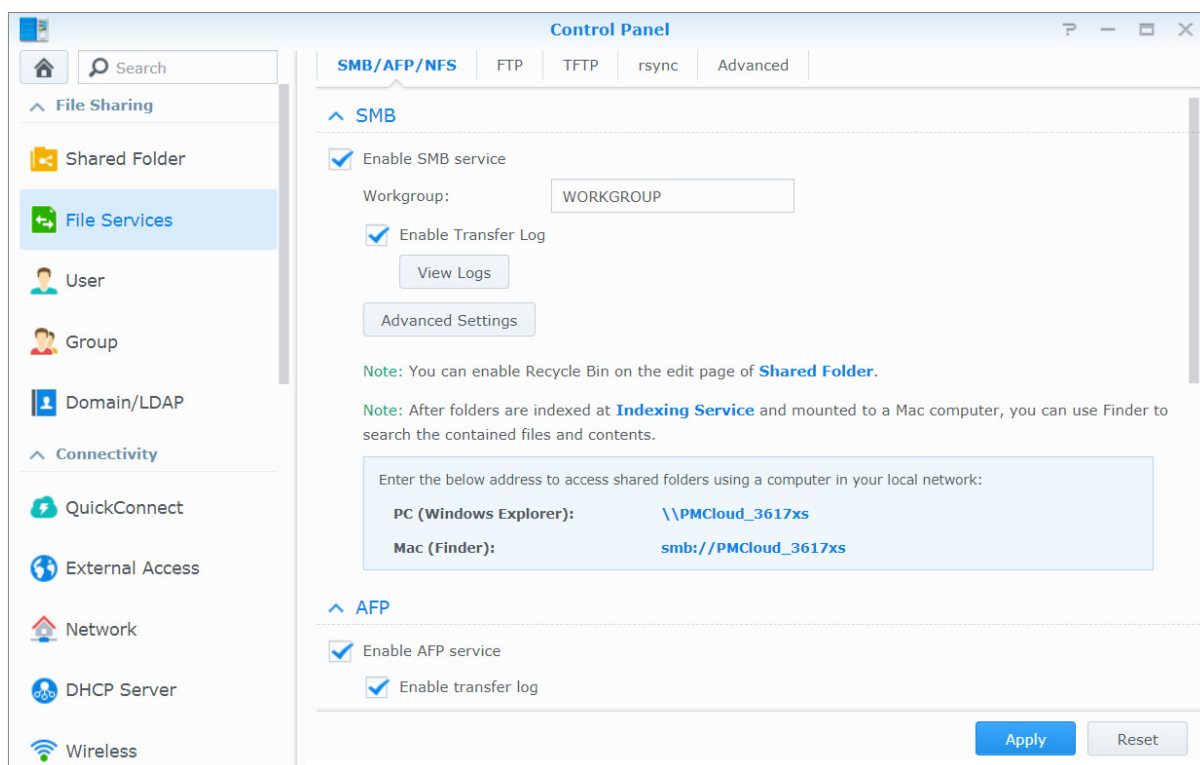 Control Panel
Search
File Sharing
Shared Folder
File Services
User
Group
Domain/LDAP
Connectivity
QuickConnect
External Access
Network
DHCP Server
Wireless
SMB/AFP/NFS FTP TFTP rsync Advanced
SMB
Enable SMB service
Workgroup: WORKGROUP
Enable Transfer Log
View Logs
Advanced Settings
Note: You can enable Recycle Bin on the edit page of Shared Folder.
Note: After folders are indexed at Indexing Service and mounted to a Mac computer, you can use Finder to
search the contained files and contents.
Enter the below address to access shared folders using a computer in your local network:
PC (Windows Explorer): \\PMCloud_3617xs
Mac (Finder): smb://PMCloud_3617xs
AFP
Enable AFP service
Enable transfer log
Apply Reset